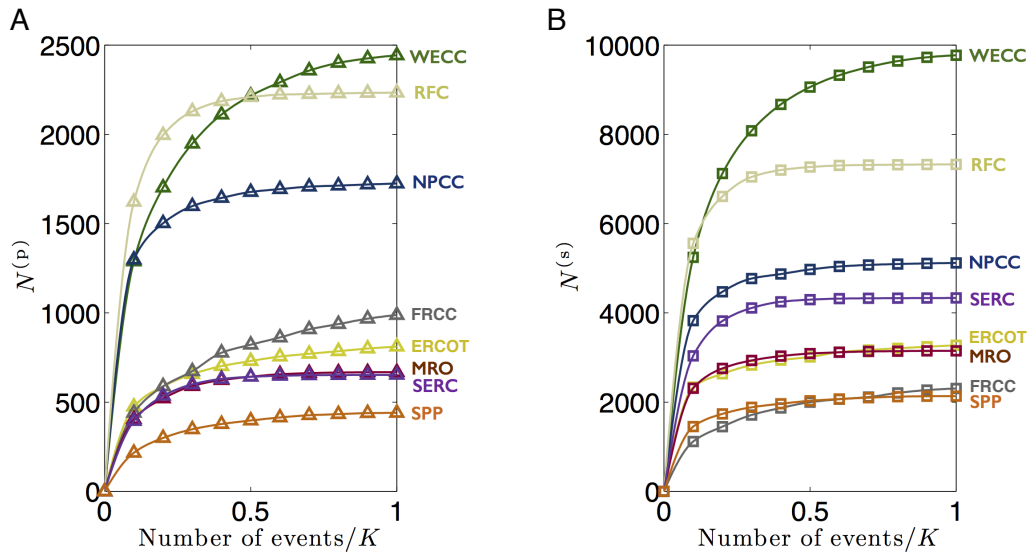 A
2500
2000
1500
1000
500
0
0
0.5
1
N(p)
Number of events/K
WECC
RFC
NPCC
FRCC
ERCOT
MRO
SERC
SPP
B
10000
8000
6000
4000
2000
0
0
0.5
1
N(s)
Number of events/K
WECC
RFC
NPCC
SERC
ERCOT
MRO
FRCC
SPP